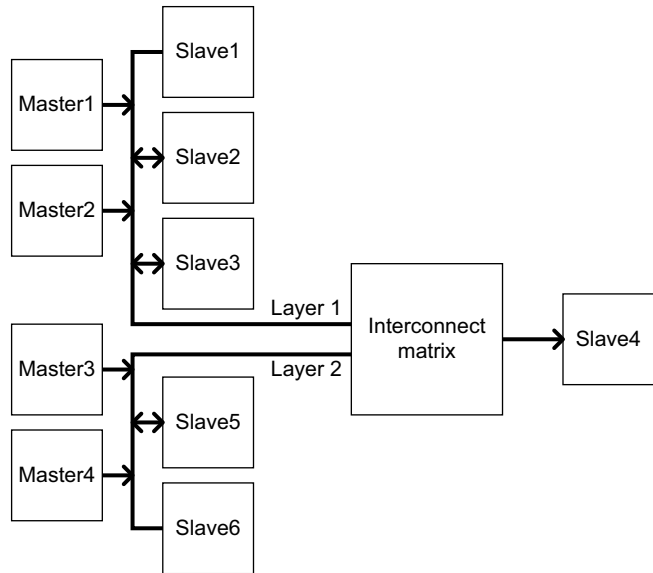 Slave1
Master1
Slave2
Master2
Slave3
Layer 1
Interconnect
matrix
Slave4
Master3
Layer 2
Slave5
Master4
Slave6